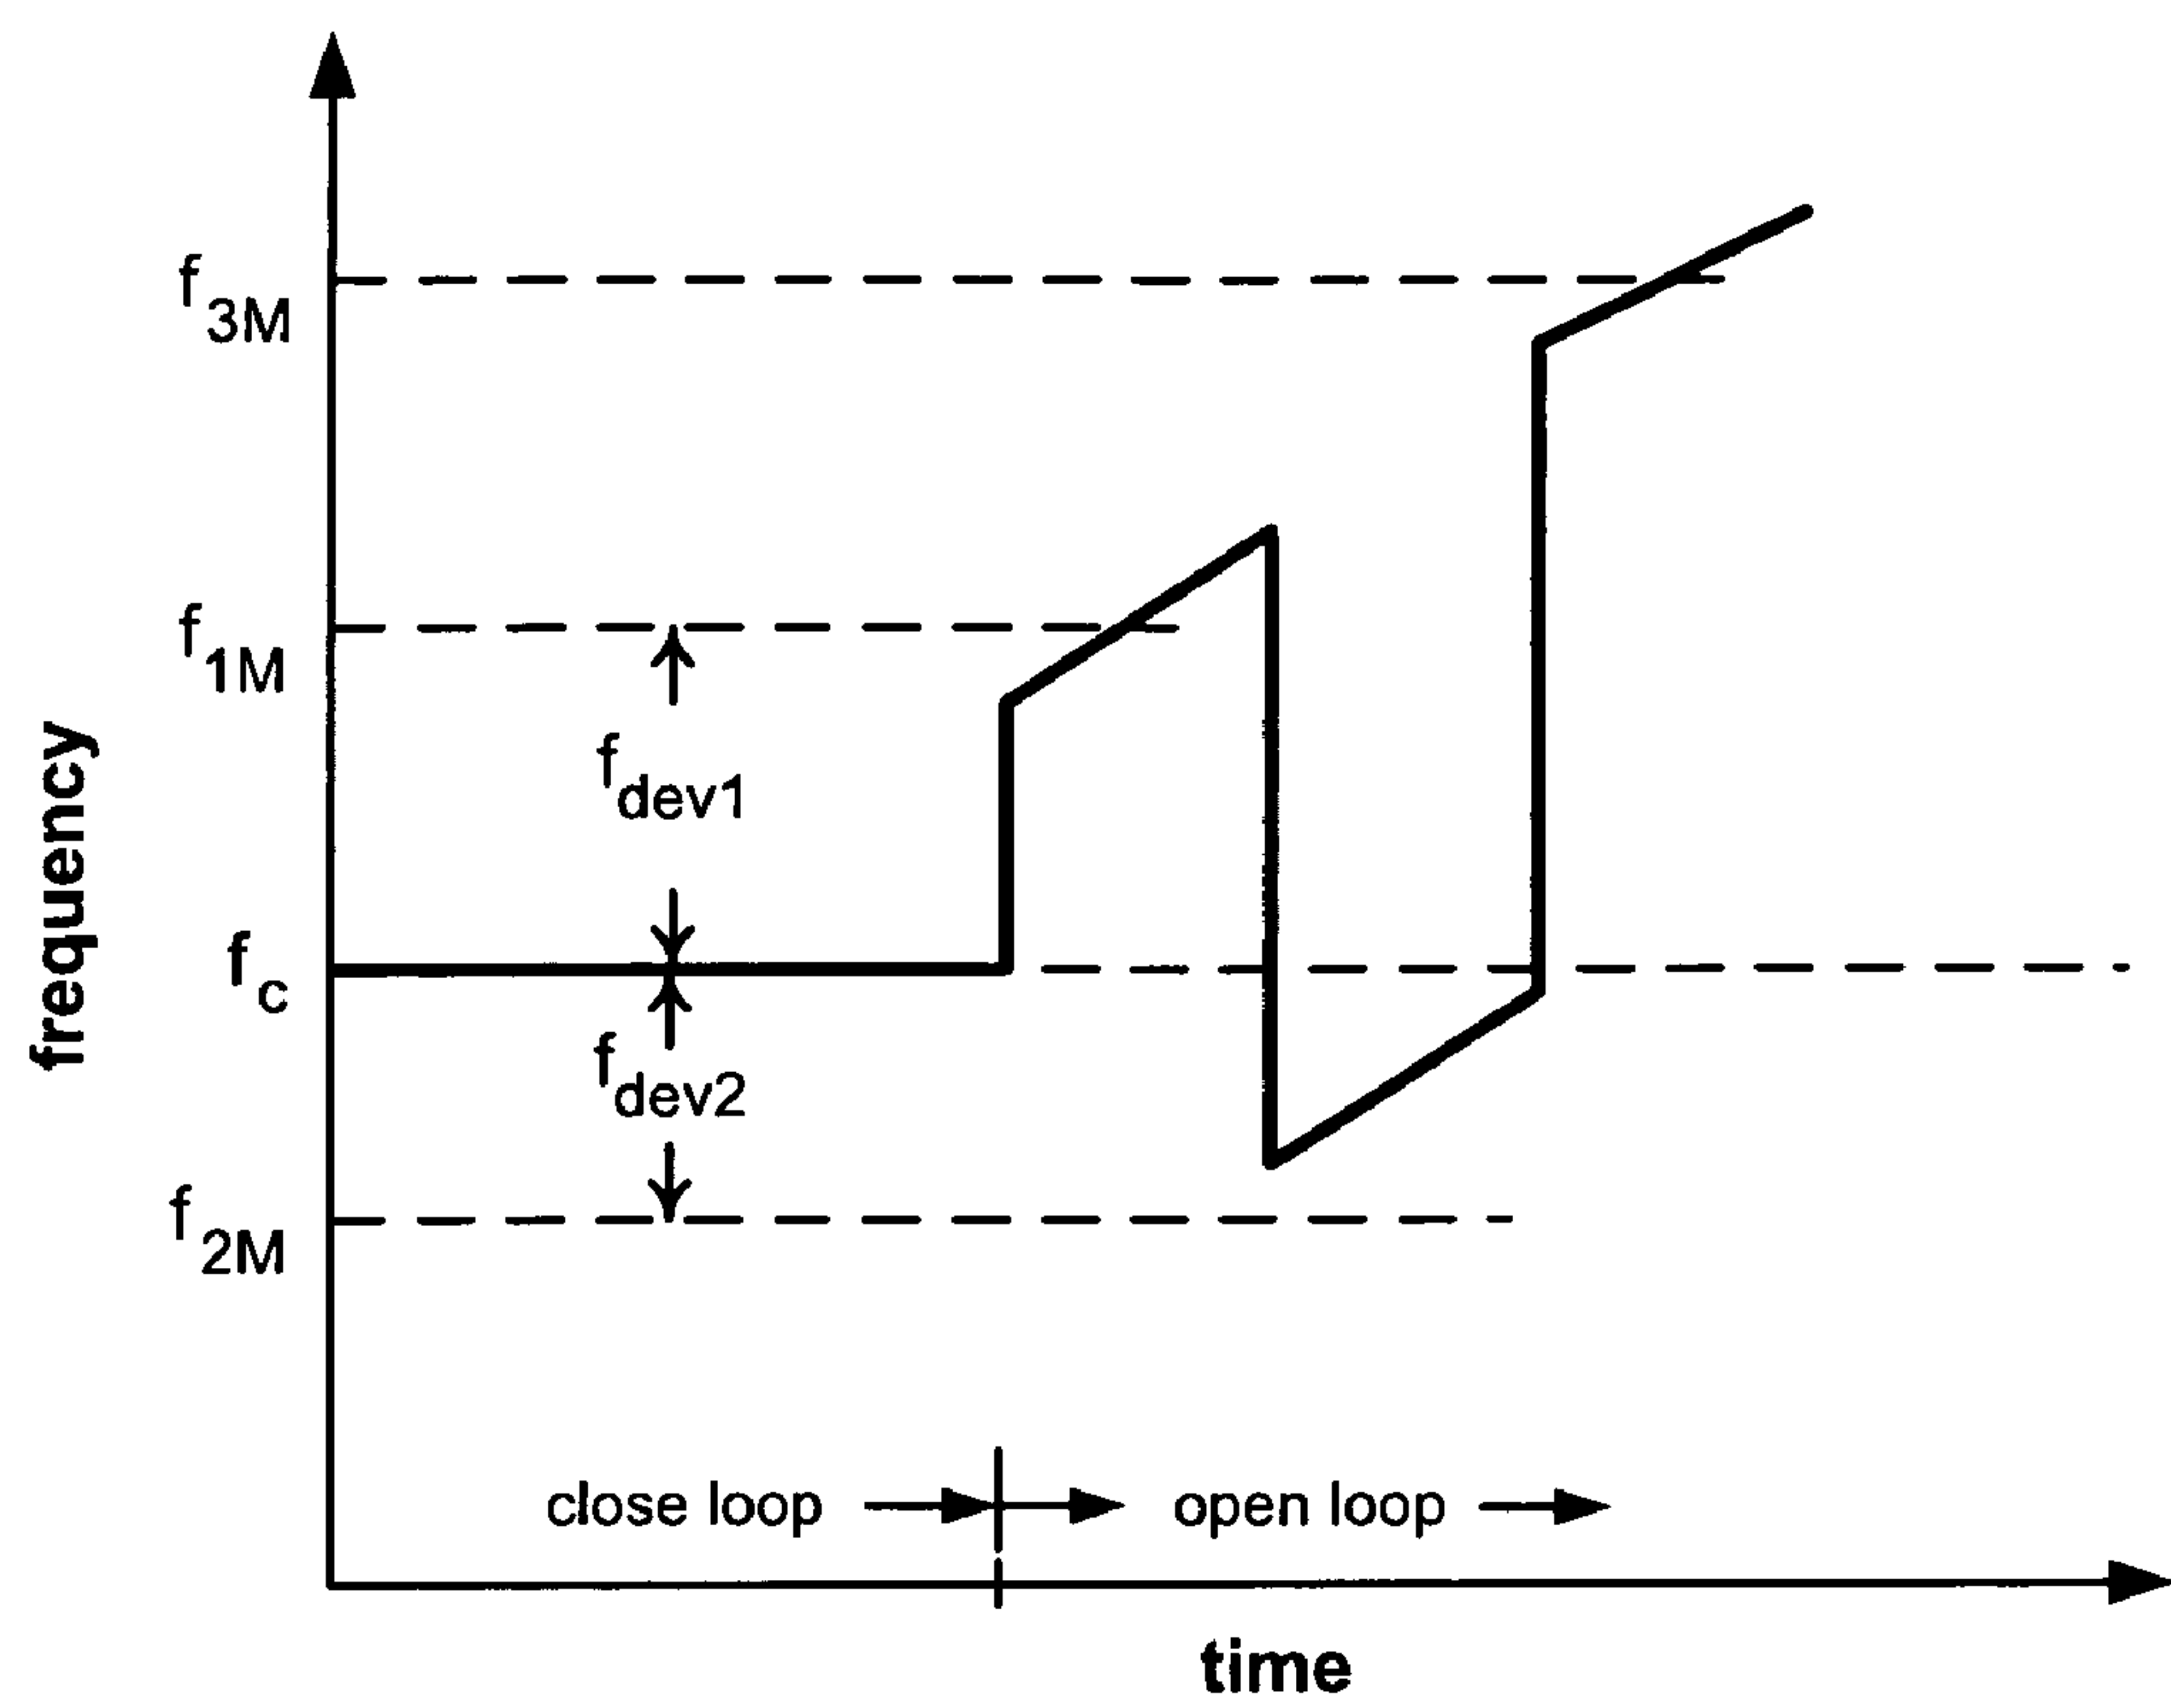 f3M
f1M
fdev1
frequency
fc
fdev2
f2M
close loop
open loop
time